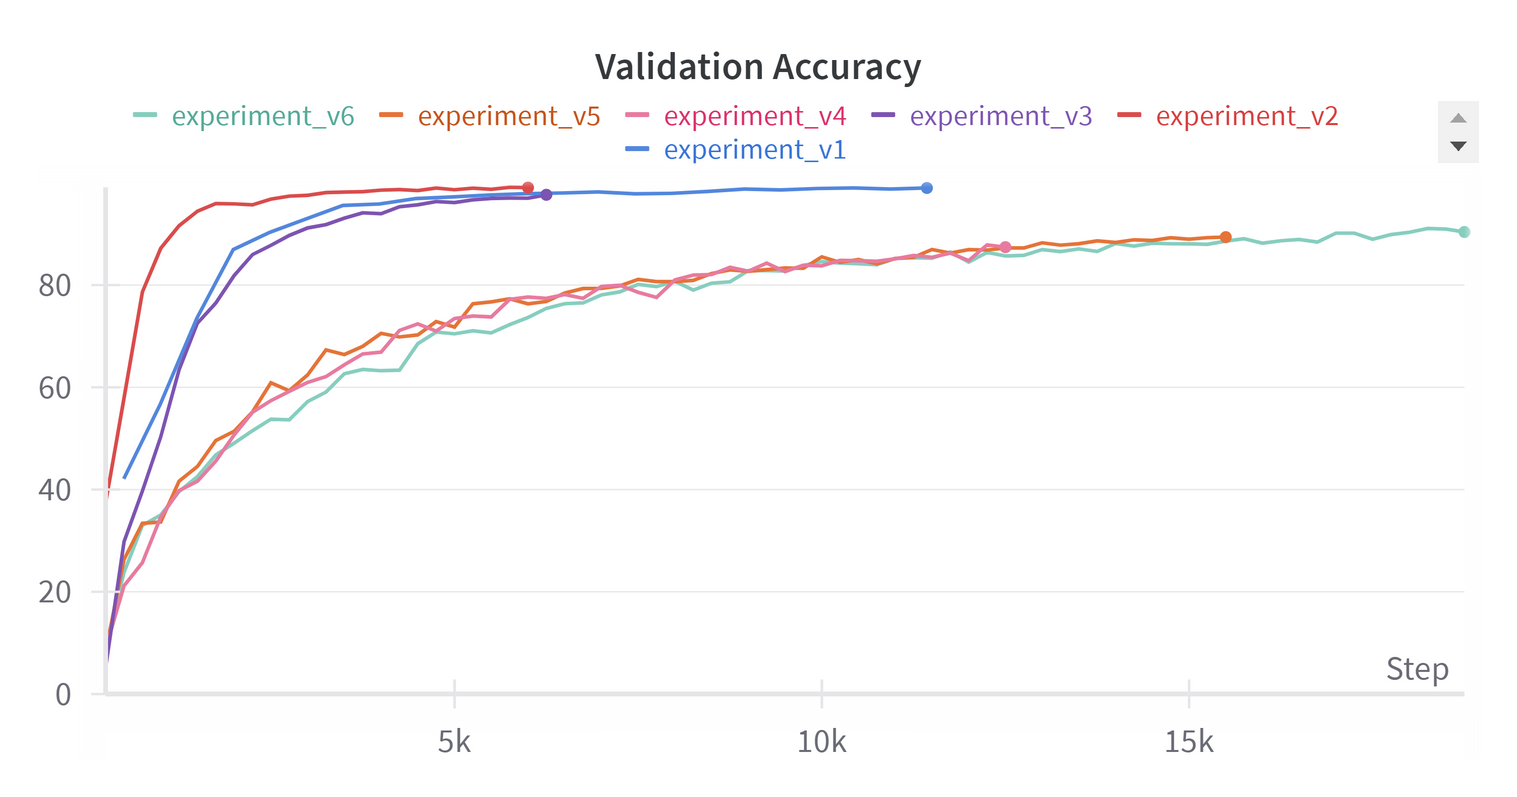 Validation Accuracy
experiment_v6 experiment_v5 experiment_v4 experiment_v3 experiment_v2
experiment_v1
80
60
40
20
0
Step
5k 10k 15k